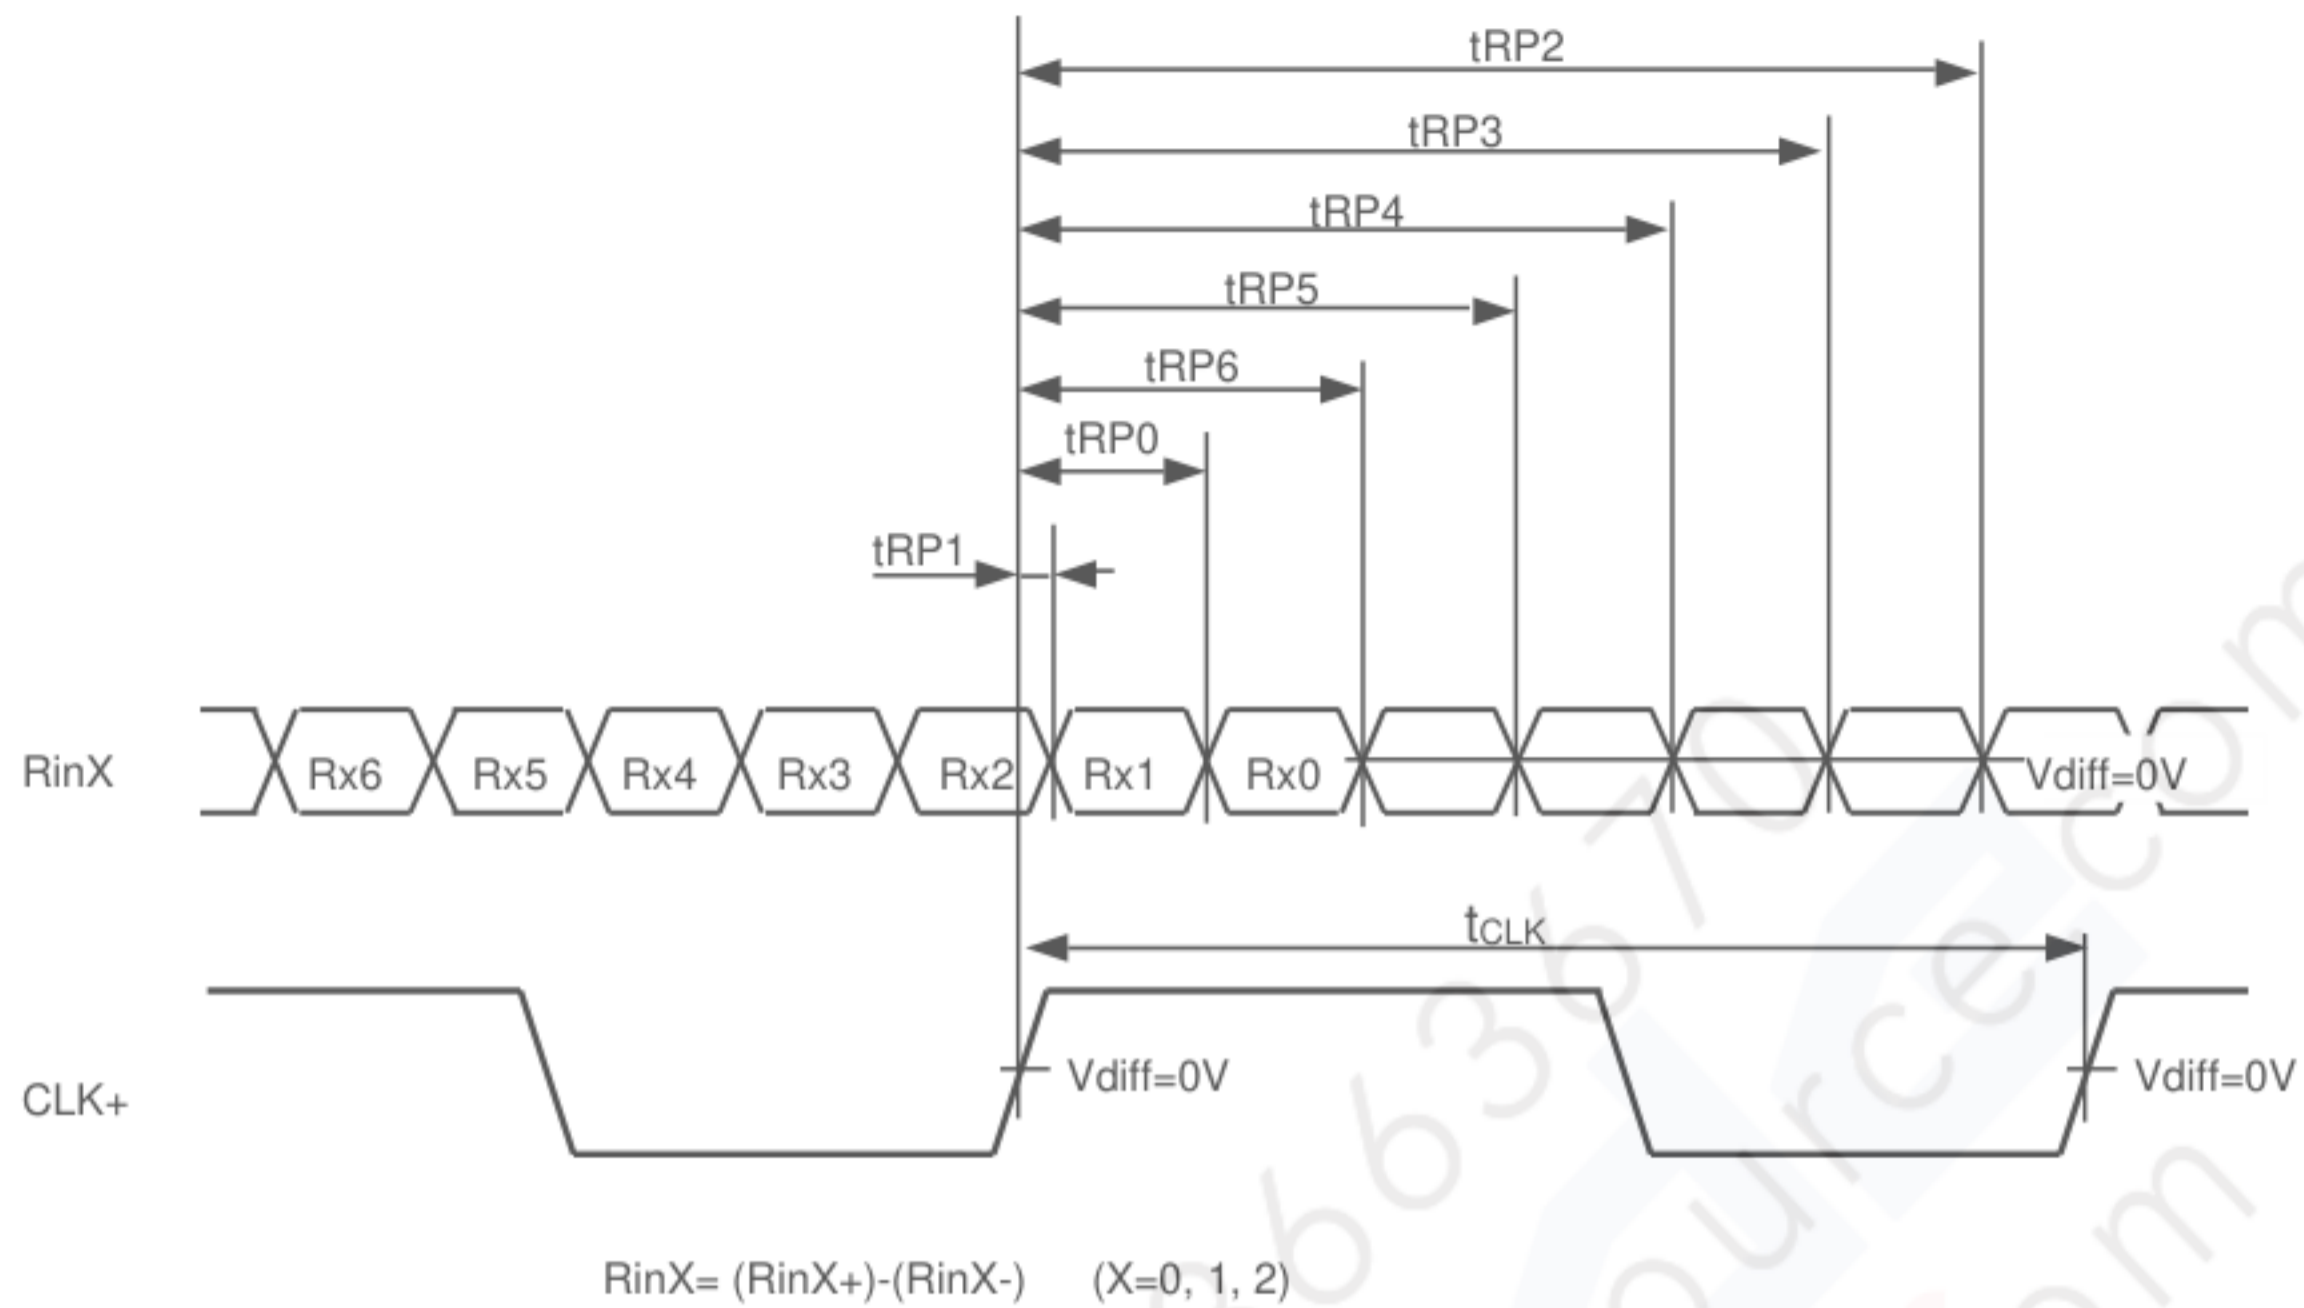 tRP2
tRP3
tRP4
tRP5
tRP6
tRP0
tRP1
RinX
Rx6 Rx5 Rx4 Rx3 Rx2 Rx1 Rx0 Vdiff=0V
tCLK
Vdiff=0V Vdiff=0V
CLK+
RinX= (RinX+)-(RinX-) (X=0, 1, 2)